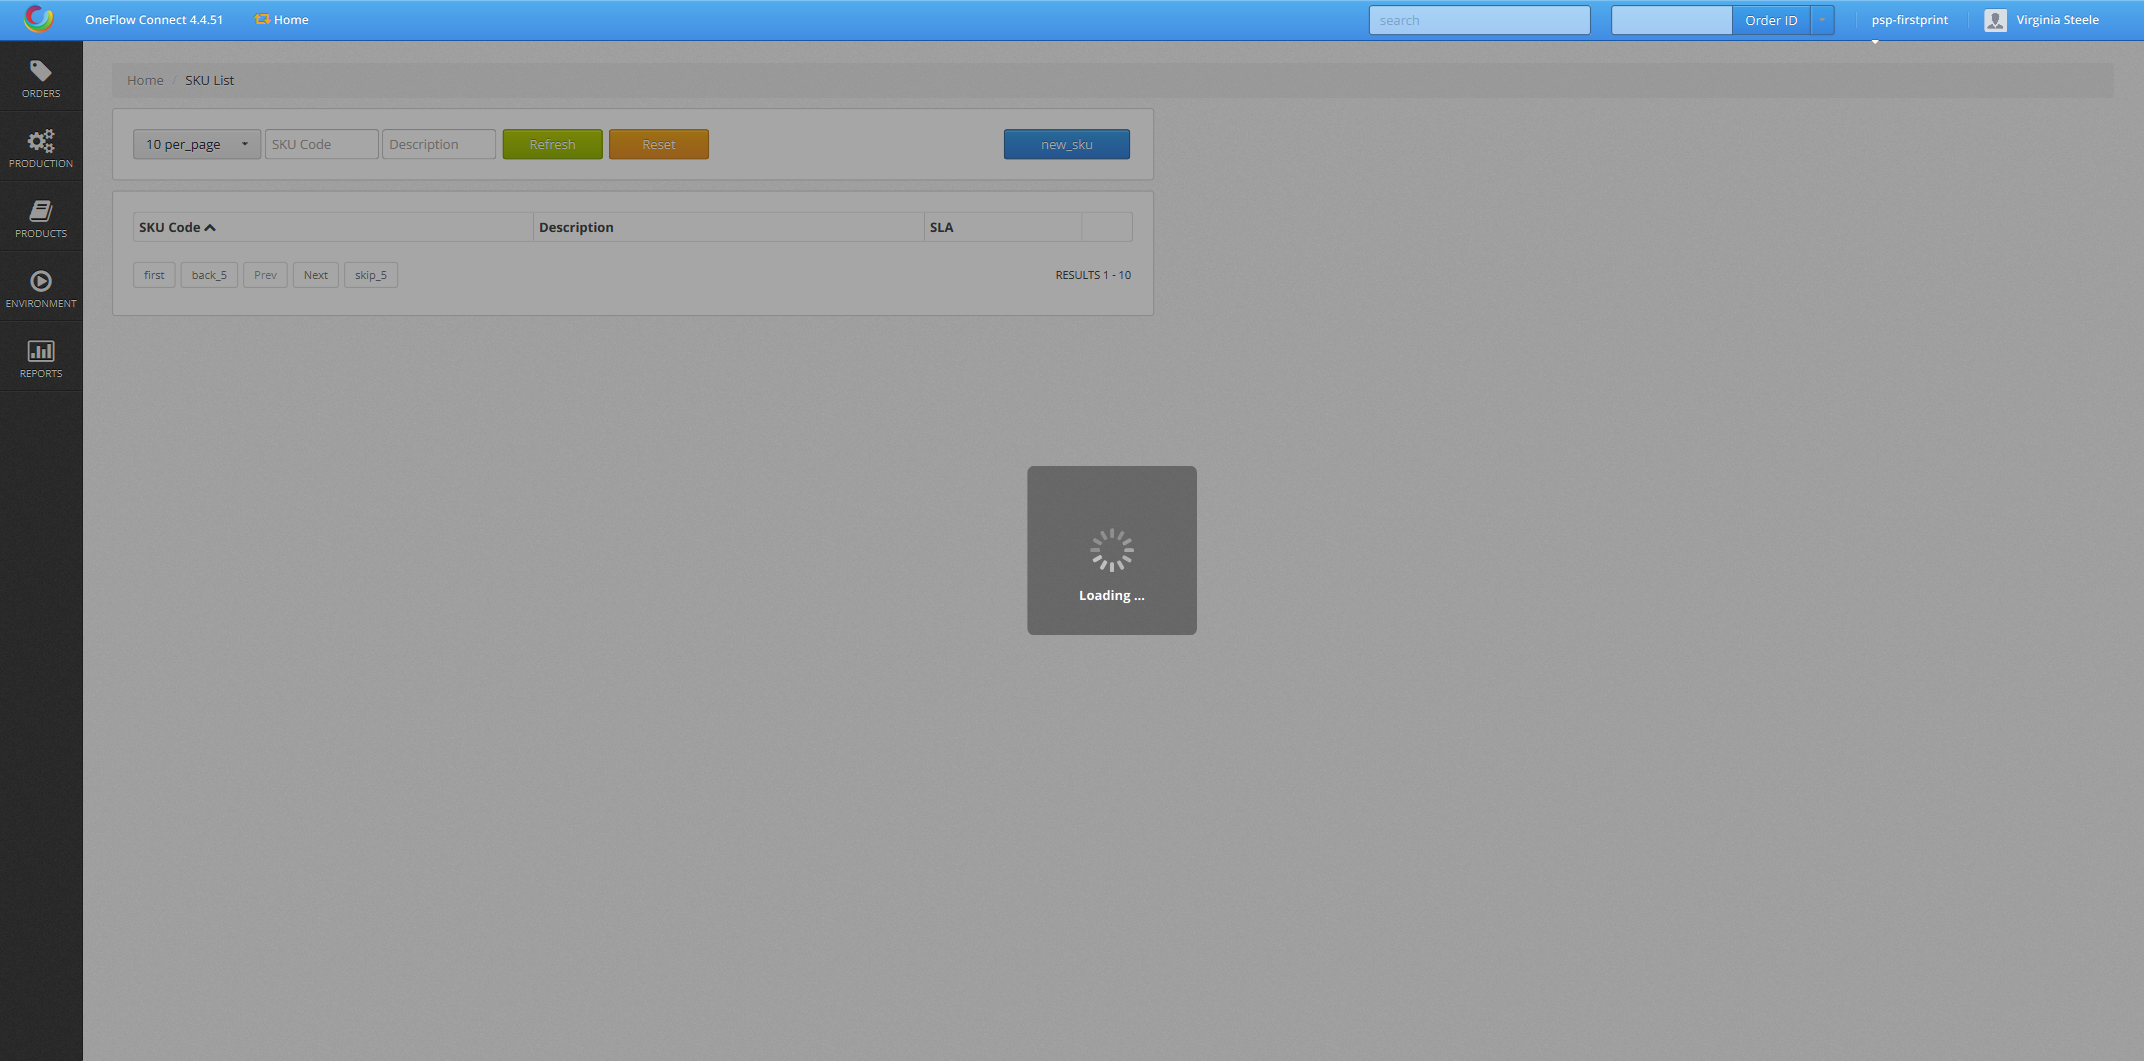 OneFlow Connect 4.4.51
Home
search
Order ID
psp-firstprint
Virginia Steele
ORDERS
PRODUCTION
PRODUCTS
ENVIRONMENT
REPORTS
Home / SKU List
10 per_page
SKU Code
Description
Refresh
Reset
new_sku
SKU Code
Description
SLA
first
back_5
Prev
Next
skip_5
RESULTS 1 - 10
Loading ...